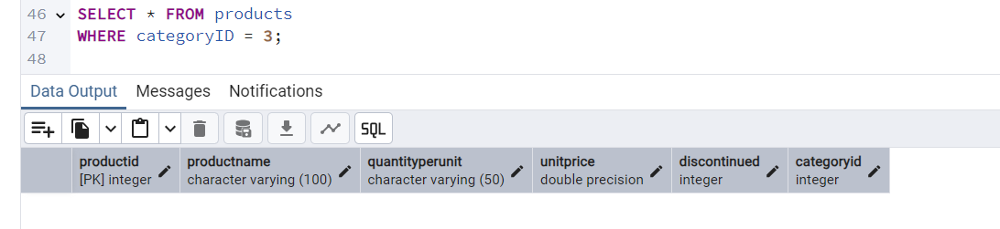 46 SELECT * FROM products
47 WHERE categoryID = 3;
48
Data Output Messages Notifications
SQL
productid productname quantityperunit unitprice discontinued categoryid
[PK] integer character varying (100) character varying (50) double precision integer integer